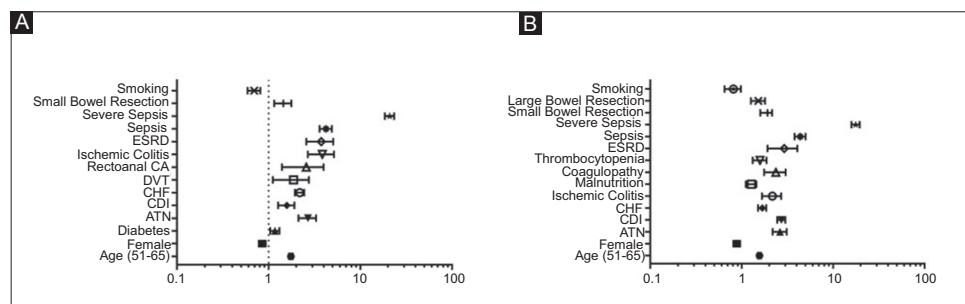 A
Smoking
Small Bowel Resection
Severe Sepsis
Sepsis
ESRD
Ischemic Colitis
Rectoanal CA
DVT
CHF
CDI
ATN
Diabetes
Female
Age (51-65)
0.1 1 10 100
B
Smoking
Large Bowel Resection
Small Bowel Resection
Severe Sepsis
Sepsis
ESRD
Thrombocytopenia
Coagulopathy
Malnutrition
Ischemic Colitis
CHF
CDI
ATN
Female
Age (51-65)
0.1 1 10 100